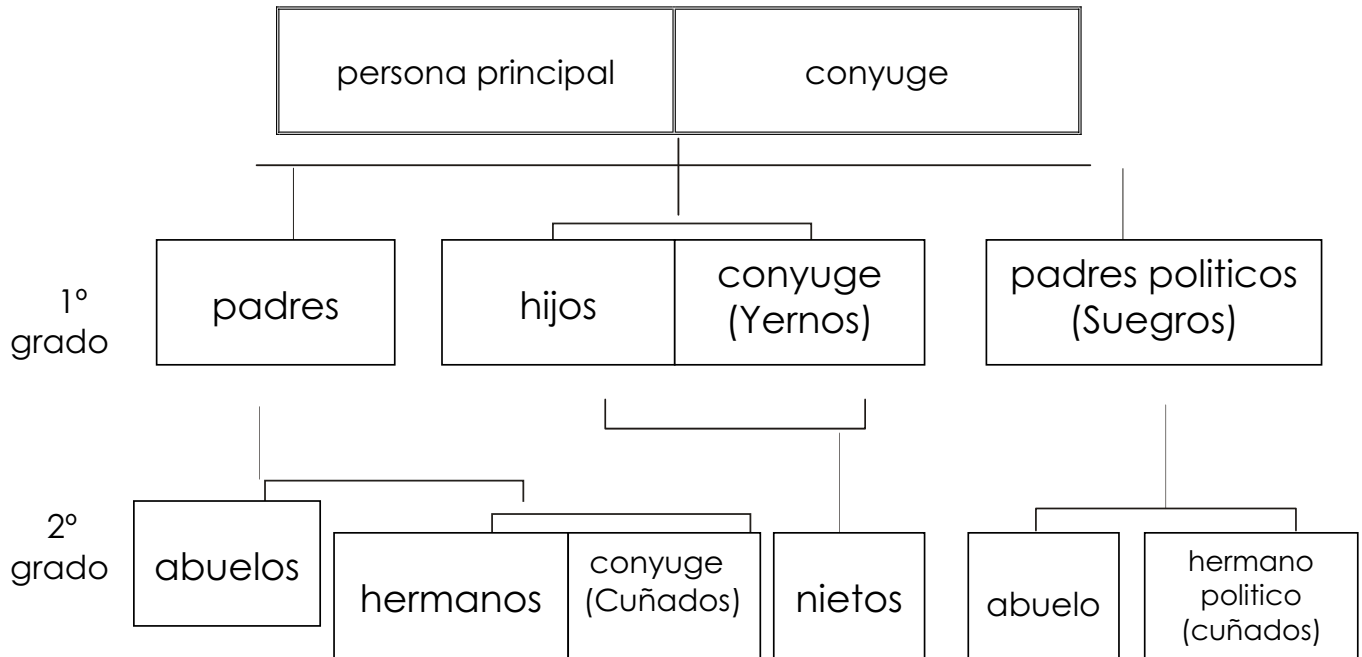 persona principal
conyuge
1º
grado
padres
hijos
conyuge
(Yernos)
padres politicos
(Suegros)
2º
grado
abuelos
hermanos
conyuge
(Cuñados)
nietos
abuelo
hermano
politico
(cuñados)